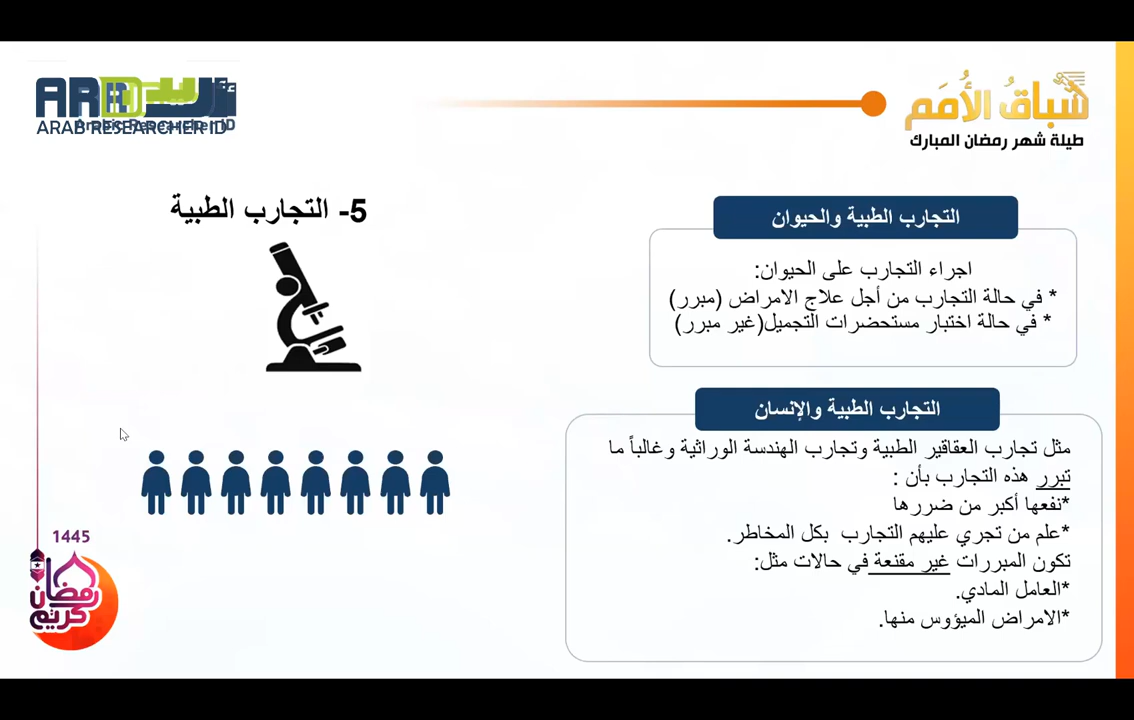 سباقُ الأُمَم
طيلة شهر رمضان المبارك
ARAB RESEARCHER ID
5- التجارب الطبية
التجارب الطبية والحيوان
اجراء التجارب على الحيوان:
* في حالة التجارب من أجل علاج الامراض (مبرر)
* في حالة اختبار مستحضرات التجميل(غير مبرر)
التجارب الطبية والإنسان
مثل تجارب العقاقير الطبية وتجارب الهندسة الوراثية وغالباً ما
تبرر هذه التجارب بأن :
*نفعها أكبر من ضررها
*علم من تجري عليهم التجارب بكل المخاطر.
تكون المبررات غير مقنعة في حالات مثل:
*العامل المادي.
*الامراض الميؤوس منها.
1445
رمضان
كريم